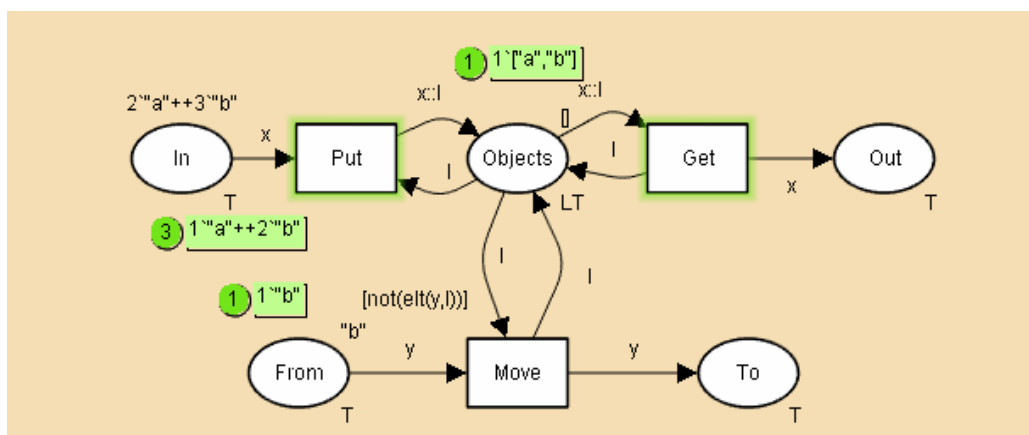 1 1`["a","b"]
2`"a"++3`"b"
x
x::l
[]
x::l
In
Put
l
Objects
l
Get
Out
T
LT
x
T
3 1`"a"++2`"b"
l
l
1 1`"b"
[not(elt(y,l))]
"b"
y
y
From
Move
To
T
T